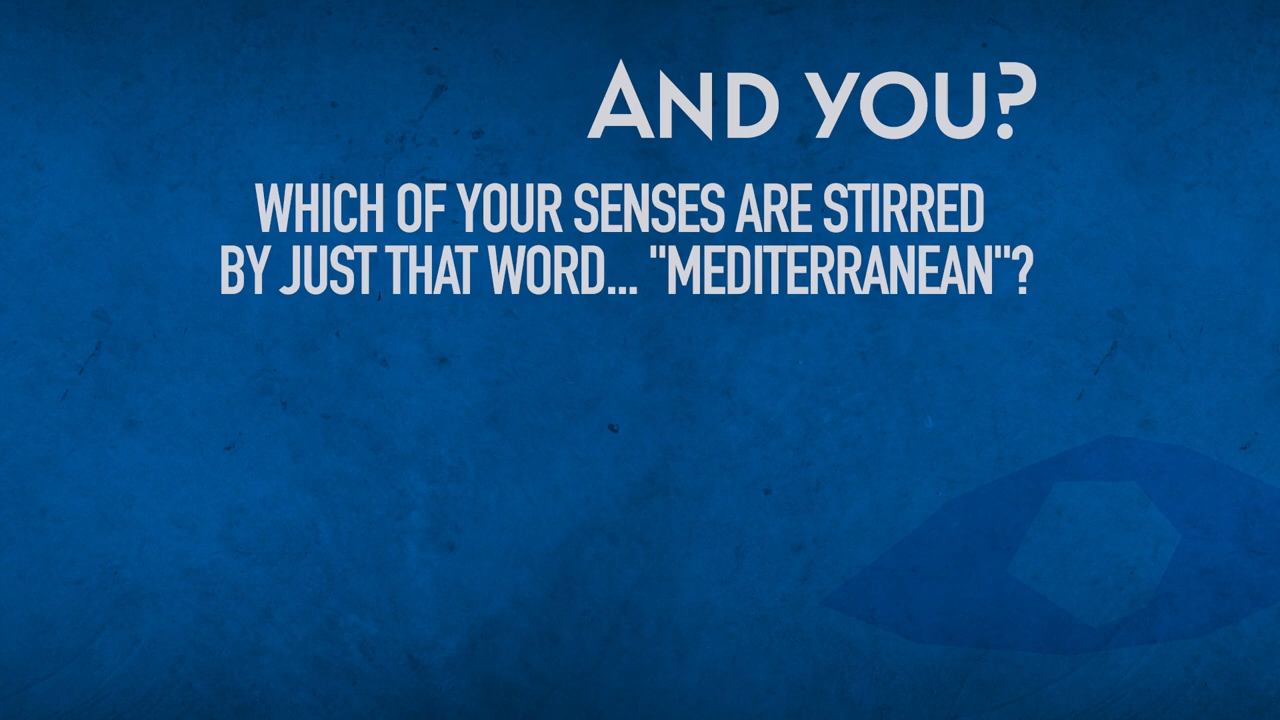 AND YOU?
WHICH OF YOUR SENSES ARE STIRRED
BY JUST THAT WORD... "MEDITERRANEAN"?